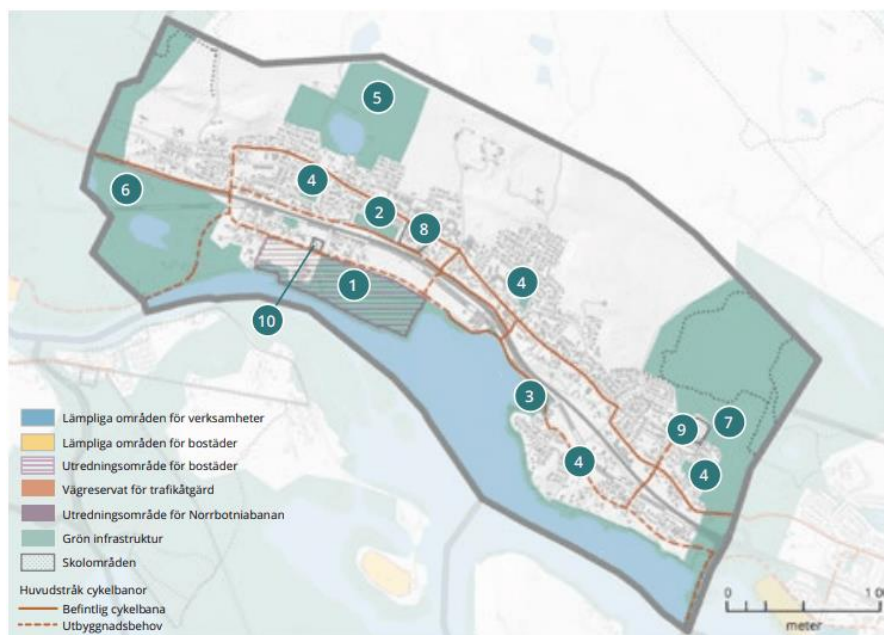 5
6
4
2
8
4
1
10
3
7
9
4
4
Lämpliga områden för verksamheter
Lämpliga områden för bostäder
Utredningsområde för bostäder
Vägreservat för trafikåtgärd
Utredningsområde för Norrbotniabanan
Grön infrastruktur
Skolområden
Huvudstråk cykelbanor
Befintlig cykelbana
Utbyggnadsbehov
0
1 00
meter